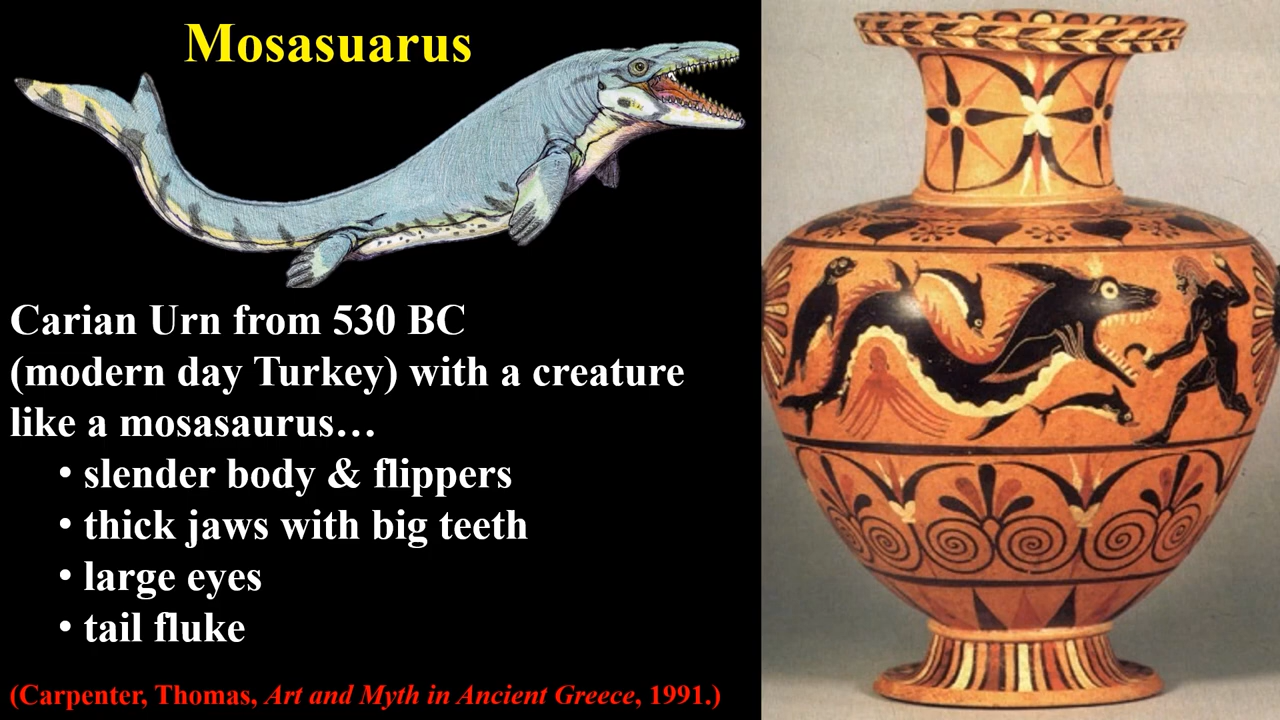 Mosasuarus
Carian Urn from 530 BC
(modern day Turkey) with a creature
like a mosasaurus…
• slender body & flippers
• thick jaws with big teeth
• large eyes
• tail fluke
(Carpenter, Thomas, Art and Myth in Ancient Greece, 1991.)